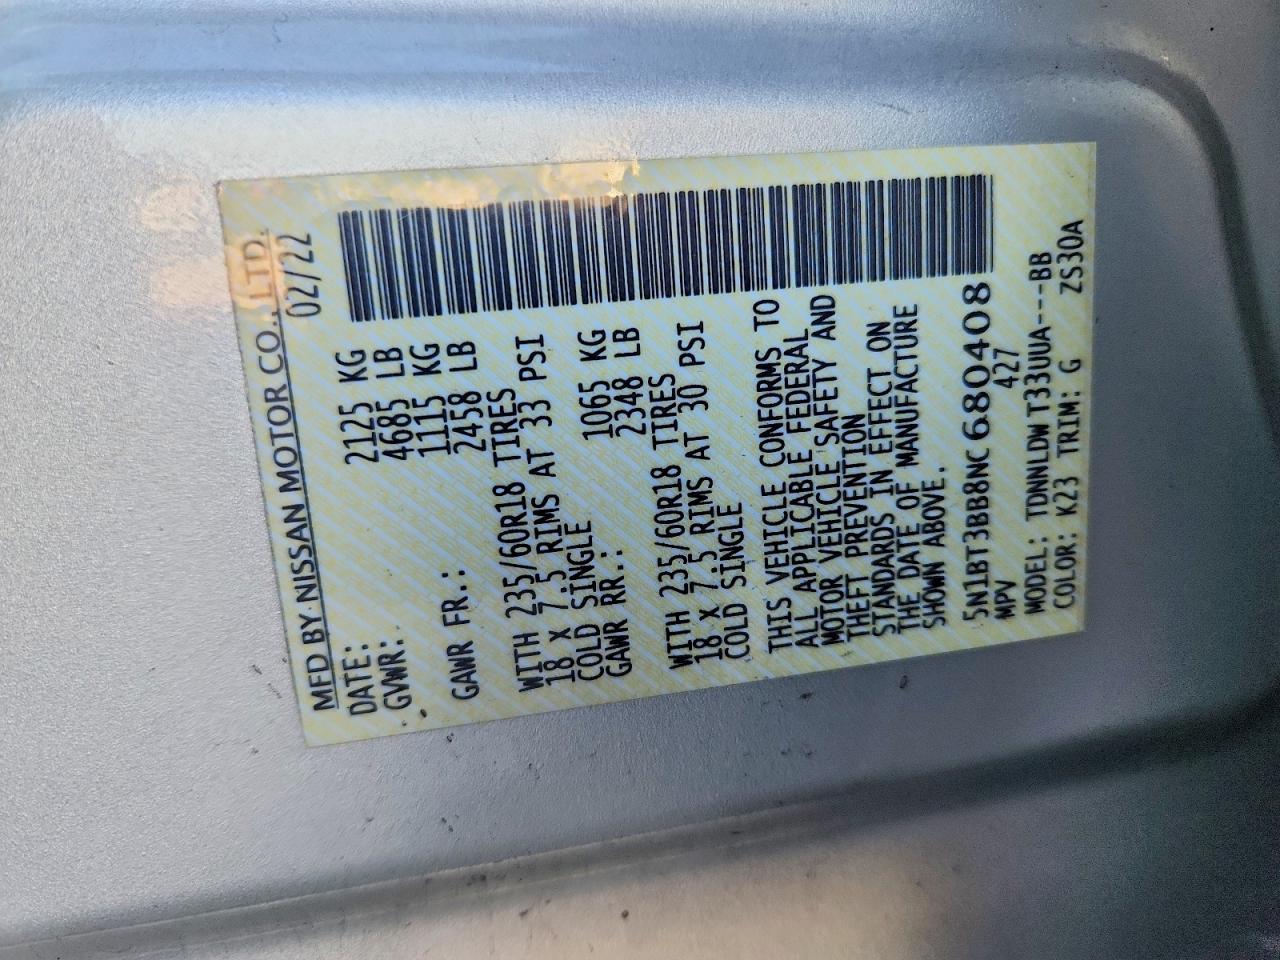 MFD BY NISSAN MOTOR CO., LTD.
DATE: 02/22
GVWR: 2125 KG
4685 LB
GAWR FR.: 1115 KG
2458 LB
WITH 235/60R18 TIRES
18 X 7.5 RIMS AT 33 PSI
COLD SINGLE
GAWR RR.: 1065 KG
2348 LB
WITH 235/60R18 TIRES
18 X 7.5 RIMS AT 30 PSI
COLD SINGLE
THIS VEHICLE CONFORMS TO
ALL APPLICABLE FEDERAL
MOTOR VEHICLE SAFETY AND
THEFT PREVENTION
STANDARDS IN EFFECT ON
THE DATE OF MANUFACTURE
SHOWN ABOVE.
5N1BT3BB8NC680408
MPV 427
MODEL: TDNNLDW T33UUA---BB
COLOR: K23 TRIM: G ZS30A